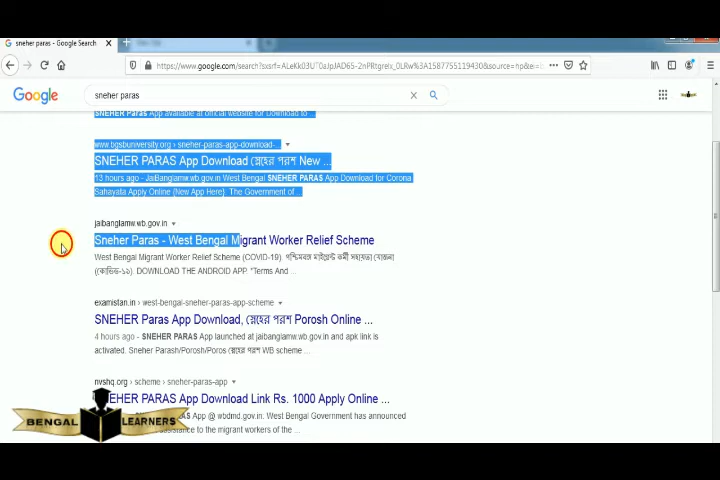 sneher paras - Google Search
https://www.google.com/search?sxsrf=ALeKk03
Google
sneher paras
SNEHER Paras App available at official website for Download to ...
www.bgsbuniversity.org › sneher-paras-app-download-...
SNEHER PARAS App Download স্নেহের পরশ New ...
13 hours ago - JaiBanglamw.wb.gov.in West Bengal SNEHER PARAS App Download for Corona
Sahayata Apply Online (New App Here): The Government of ...
jaibanglamw.wb.gov.in
Sneher Paras - West Bengal Migrant Worker Relief Scheme
West Bengal Migrant Worker Relief Scheme (COVID-19). পশ্চিমবঙ্গ মাইগ্রেন্ট কর্মী সহায়তা যোজনা
(কোভিড-১৯). DOWNLOAD THE ANDROID APP. "Terms And ...
examistan.in › west-bengal-sneher-paras-app-scheme
SNEHER Paras App Download, স্নেহের পরশ Porosh Online ...
4 hours ago - SNEHER PARAS App launched at jaibanglamw.wb.gov.in and apk link is
activated. Sneher Parash/Porosh/Poros স্নেহের পরশ WB scheme ...
nvshq.org › scheme › sneher-paras-app
HER PARAS App Download Link Rs. 1000 Apply Online ...
App @ wbdmd.gov.in: West Bengal Government has announced
assistance to the migrant workers of the ...
BENGAL LEARNERS